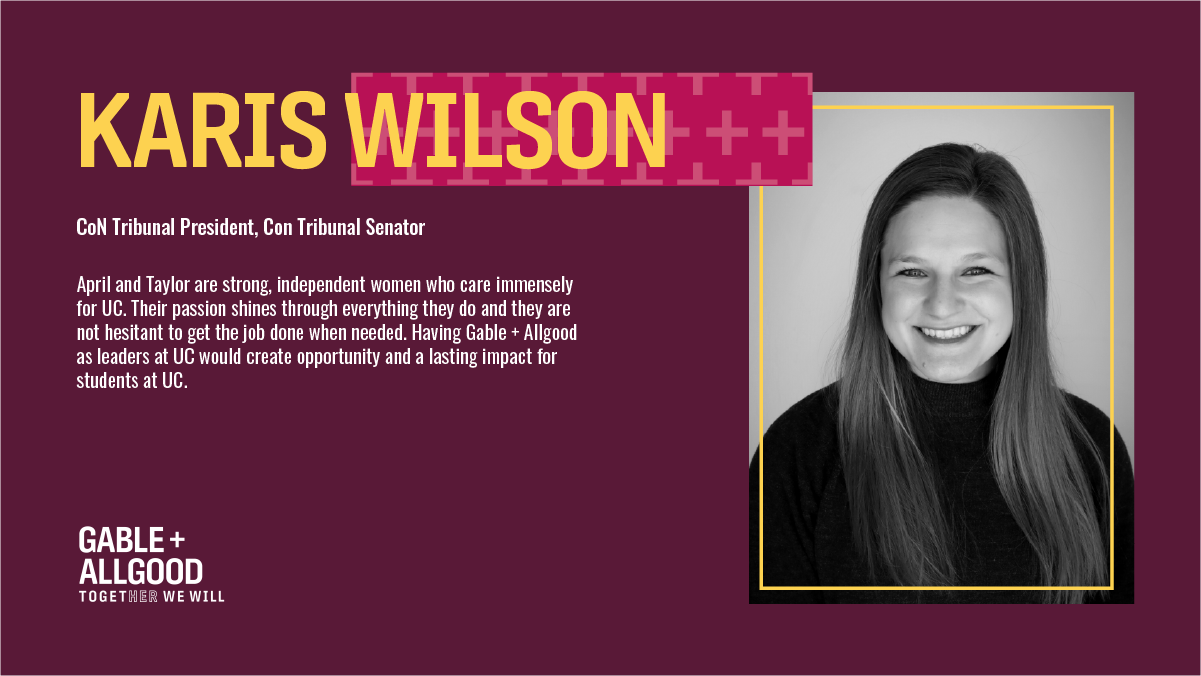 KARIS WILSON
CoN Tribunal President, Con Tribunal Senator
April and Taylor are strong, independent women who care immensely
for UC. Their passion shines through everything they do and they are
not hesitant to get the job done when needed. Having Gable + Allgood
as leaders at UC would create opportunity and a lasting impact for
students at UC.
GABLE +
ALLGOOD
TOGETHER WE WILL